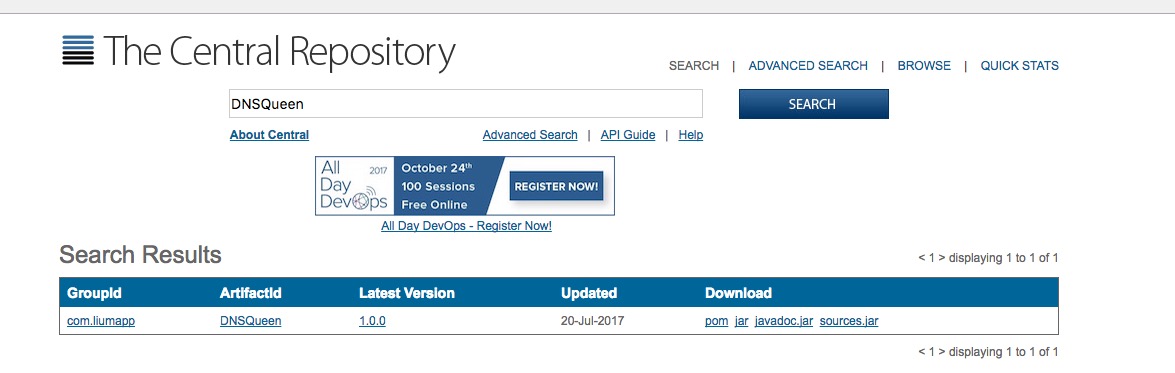 The Central Repository
SEARCH | ADVANCED SEARCH | BROWSE | QUICK STATS
DNSQueen
SEARCH
About Central
Advanced Search | API Guide | Help
All Day DevOps 2017
October 24th
100 Sessions
Free Online
REGISTER NOW!
All Day DevOps - Register Now!
Search Results
< 1 > displaying 1 to 1 of 1
GroupId ArtifactId Latest Version Updated Download
com.liumapp DNSQueen 1.0.0 20-Jul-2017 pom jar javadoc.jar sources.jar
< 1 > displaying 1 to 1 of 1